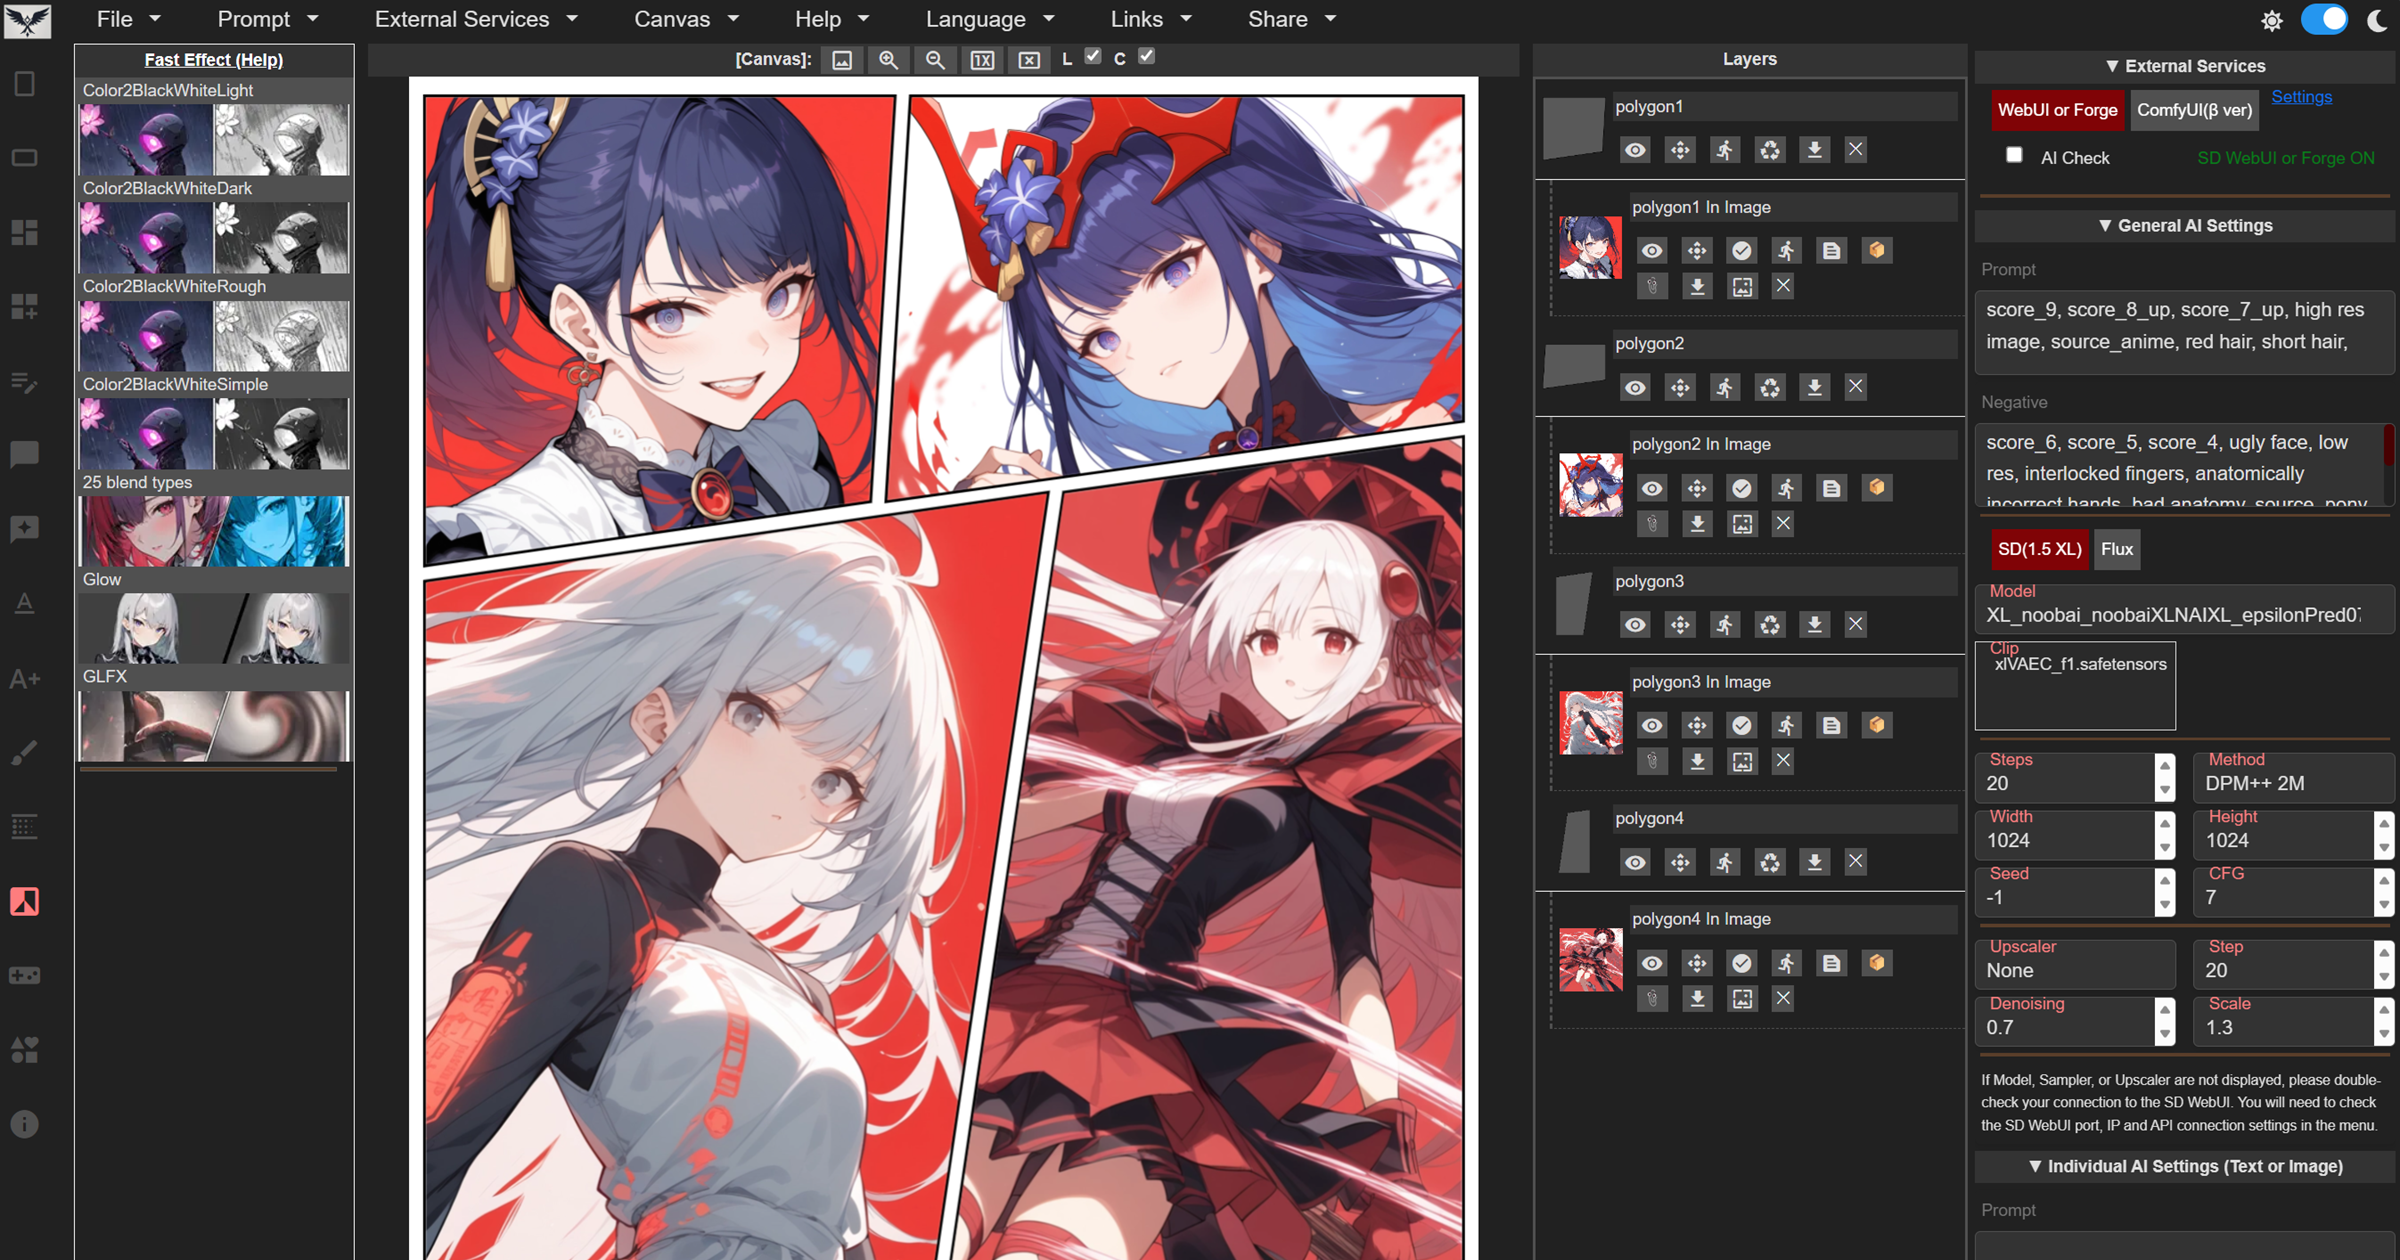 File
Prompt
External Services
Canvas
Help
Language
Links
Share
Fast Effect (Help)
Color2BlackWhiteLight
Color2BlackWhiteDark
Color2BlackWhiteRough
Color2BlackWhiteSimple
25 blend types
Glow
GLFX
[Canvas]:
1X
L
C
Layers
polygon1
polygon1 In Image
polygon2
polygon2 In Image
polygon3
polygon3 In Image
polygon4
polygon4 In Image
▼ External Services
WebUI or Forge
ComfyUI(β ver)
Settings
AI Check
SD WebUI or Forge ON
▼ General AI Settings
Prompt
score_9, score_8_up, score_7_up, high res
image, source_anime, red hair, short hair,
Negative
score_6, score_5, score_4, ugly face, low
res, interlocked fingers, anatomically
incorrect hands, bad anatomy, source_pony
SD(1.5 XL)
Flux
Model
XL_noobai_noobaiXLNAIXL_epsilonPred07
Clip
xlVAEC_f1.safetensors
Steps
20
Method
DPM++ 2M
Width
1024
Height
1024
Seed
-1
CFG
7
Upscaler
None
Step
20
Denoising
0.7
Scale
1.3
If Model, Sampler, or Upscaler are not displayed, please double-
check your connection to the SD WebUI. You will need to check
the SD WebUI port, IP and API connection settings in the menu.
▼ Individual AI Settings (Text or Image)
Prompt